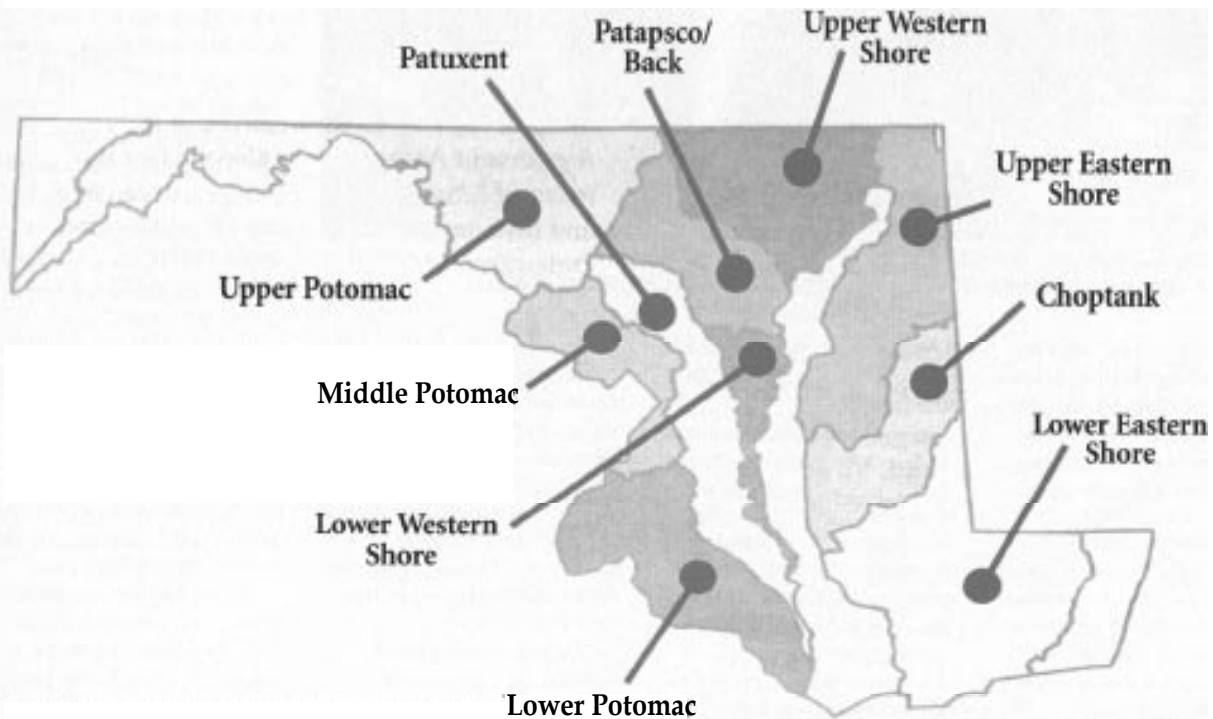 Patuxent
Patapsco/
Back
Upper Western
Shore
Upper Eastern
Shore
Upper Potomac
Choptank
Middle Potomac
Lower Eastern
Shore
Lower Western
Shore
Lower Potomac